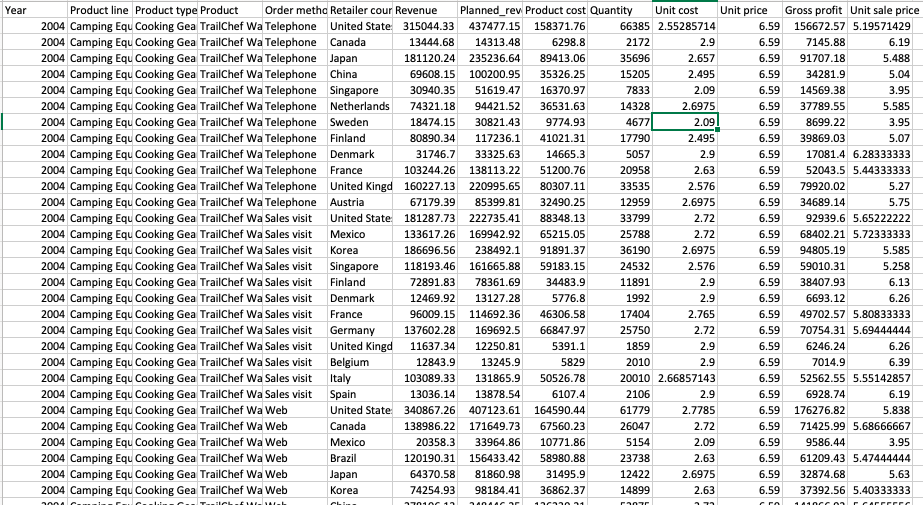 Year Product line Product type Product Order metho Retailer cour Revenue Planned_rev Product cost Quantity Unit cost Unit price Gross profit Unit sale price
2004 Camping Equ Cooking Gea TrailChef Wa Telephone United State 315044.33 437477.15 158371.76 66385 2.55285714 6.59 156672.57 5.19571429
2004 Camping Equ Cooking Gea TrailChef Wa Telephone Canada 13444.68 14313.48 6298.8 2172 2.9 6.59 7145.88 6.19
2004 Camping Equ Cooking Gea TrailChef Wa Telephone Japan 181120.24 235236.64 89413.06 35696 2.657 6.59 91707.18 5.488
2004 Camping Equ Cooking Gea TrailChef Wa Telephone China 69608.15 100200.95 35326.25 15205 2.495 6.59 34281.9 5.04
2004 Camping Equ Cooking Gea TrailChef Wa Telephone Singapore 30940.35 51619.47 16370.97 7833 2.09 6.59 14569.38 3.95
2004 Camping Equ Cooking Gea TrailChef Wa Telephone Netherlands 74321.18 94421.52 36531.63 14328 2.6975 6.59 37789.55 5.585
2004 Camping Equ Cooking Gea TrailChef Wa Telephone Sweden 18474.15 30821.43 9774.93 4677 2.09 6.59 8699.22 3.95
2004 Camping Equ Cooking Gea TrailChef Wa Telephone Finland 80890.34 117236.1 41021.31 17790 2.495 6.59 39869.03 5.07
2004 Camping Equ Cooking Gea TrailChef Wa Telephone Denmark 31746.7 33325.63 14665.3 5057 2.9 6.59 17081.4 6.28333333
2004 Camping Equ Cooking Gea TrailChef Wa Telephone France 103244.26 138113.22 51200.76 20958 2.63 6.59 52043.5 5.44333333
2004 Camping Equ Cooking Gea TrailChef Wa Telephone United Kingd 160227.13 220995.65 80307.11 33535 2.576 6.59 79920.02 5.27
2004 Camping Equ Cooking Gea TrailChef Wa Telephone Austria 67179.39 85399.81 32490.25 12959 2.6975 6.59 34689.14 5.75
2004 Camping Equ Cooking Gea TrailChef Wa Sales visit United State 181287.73 222735.41 88348.13 33799 2.72 6.59 92939.6 5.65222222
2004 Camping Equ Cooking Gea TrailChef Wa Sales visit Mexico 133617.26 169942.92 65215.05 25788 2.72 6.59 68402.21 5.72333333
2004 Camping Equ Cooking Gea TrailChef Wa Sales visit Korea 186696.56 238492.1 91891.37 36190 2.6975 6.59 94805.19 5.585
2004 Camping Equ Cooking Gea TrailChef Wa Sales visit Singapore 118193.46 161665.88 59183.15 24532 2.576 6.59 59010.31 5.258
2004 Camping Equ Cooking Gea TrailChef Wa Sales visit Finland 72891.83 78361.69 34483.9 11891 2.9 6.59 38407.93 6.13
2004 Camping Equ Cooking Gea TrailChef Wa Sales visit Denmark 12469.92 13127.28 5776.8 1992 2.9 6.59 6693.12 6.26
2004 Camping Equ Cooking Gea TrailChef Wa Sales visit France 96009.15 114692.36 46306.58 17404 2.765 6.59 49702.57 5.80833333
2004 Camping Equ Cooking Gea TrailChef Wa Sales visit Germany 137602.28 169692.5 66847.97 25750 2.72 6.59 70754.31 5.69444444
2004 Camping Equ Cooking Gea TrailChef Wa Sales visit United Kingd 11637.34 12250.81 5391.1 1859 2.9 6.59 6246.24 6.26
2004 Camping Equ Cooking Gea TrailChef Wa Sales visit Belgium 12843.9 13245.9 5829 2010 2.9 6.59 7014.9 6.39
2004 Camping Equ Cooking Gea TrailChef Wa Sales visit Italy 103089.33 131865.9 50526.78 20010 2.66857143 6.59 52562.55 5.55142857
2004 Camping Equ Cooking Gea TrailChef Wa Sales visit Spain 13036.14 13878.54 6107.4 2106 2.9 6.59 6928.74 6.19
2004 Camping Equ Cooking Gea TrailChef Wa Web United State 340867.26 407123.61 164590.44 61779 2.7785 6.59 176276.82 5.838
2004 Camping Equ Cooking Gea TrailChef Wa Web Canada 138986.22 171649.73 67560.23 26047 2.72 6.59 71425.99 5.68666667
2004 Camping Equ Cooking Gea TrailChef Wa Web Mexico 20358.3 33964.86 10771.86 5154 2.09 6.59 9586.44 3.95
2004 Camping Equ Cooking Gea TrailChef Wa Web Brazil 120190.31 156433.42 58980.88 23738 2.63 6.59 61209.43 5.47444444
2004 Camping Equ Cooking Gea TrailChef Wa Web Japan 64370.58 81860.98 31495.9 12422 2.6975 6.59 32874.68 5.63
2004 Camping Equ Cooking Gea TrailChef Wa Web Korea 74254.93 98184.41 36862.37 14899 2.63 6.59 37392.56 5.40333333